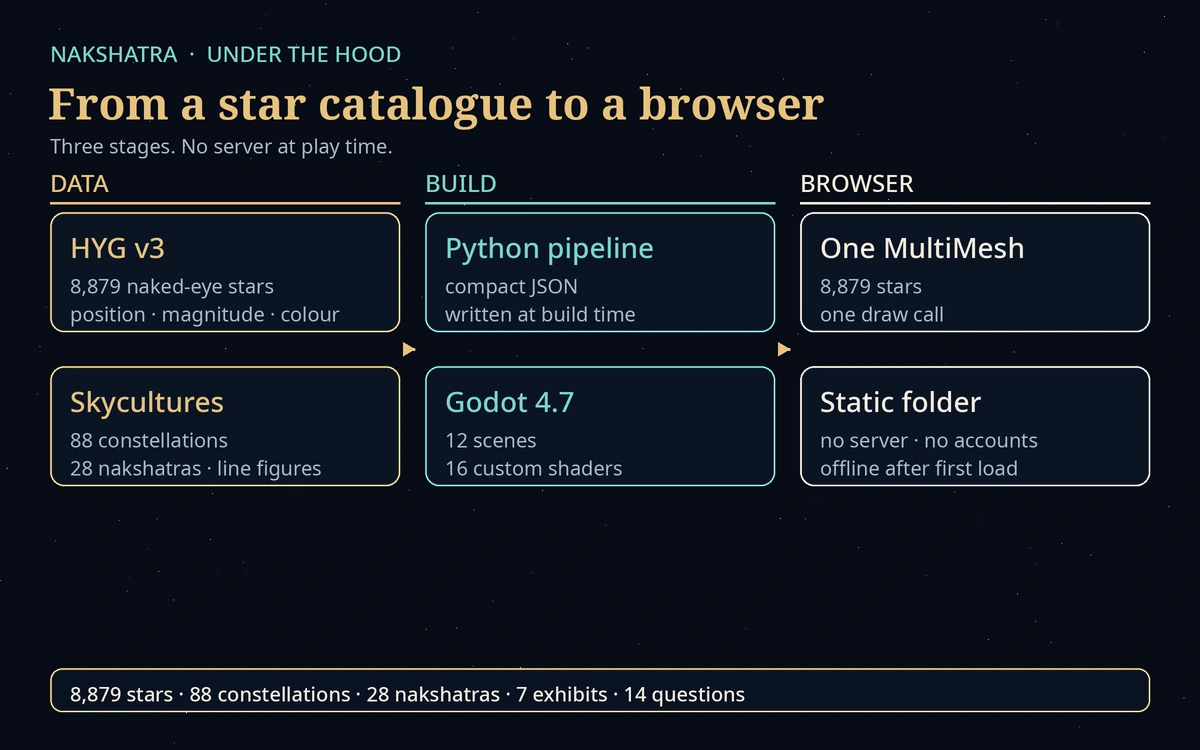 NAKSHATRA · UNDER THE HOOD
From a star catalogue to a browser
Three stages. No server at play time.
DATA
HYG v3
8,879 naked-eye stars
position · magnitude · colour
Skycultures
88 constellations
28 nakshatras · line figures
BUILD
Python pipeline
compact JSON
written at build time
Godot 4.7
12 scenes
16 custom shaders
BROWSER
One MultiMesh
8,879 stars
one draw call
Static folder
no server · no accounts
offline after first load
8,879 stars · 88 constellations · 28 nakshatras · 7 exhibits · 14 questions